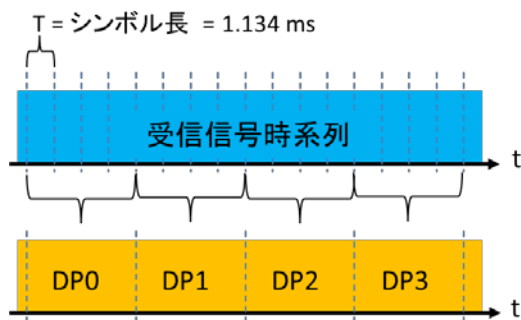 T = シンボル長 = 1.134 ms
受信信号時系列
t
DP0 DP1 DP2 DP3
t